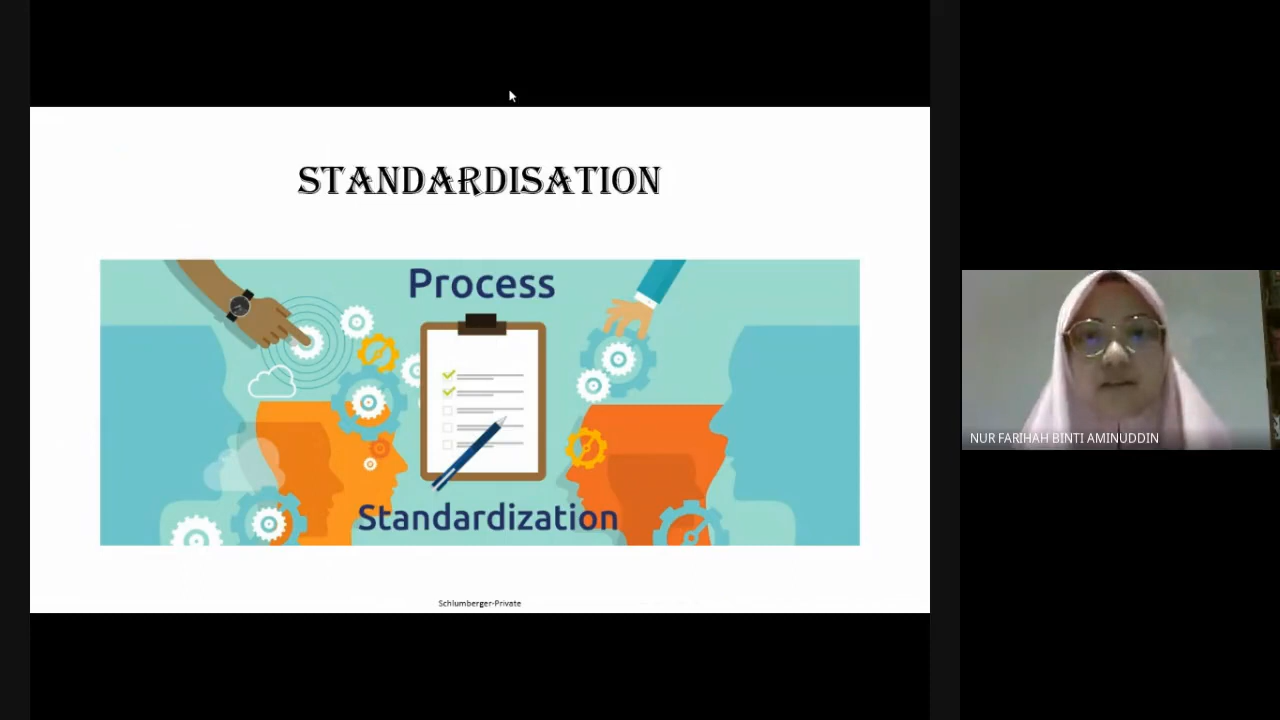 STANDARDISATION
Process
Standardization
Schlumberger-Private
NUR FARIHAH BINTI AMINUDDIN